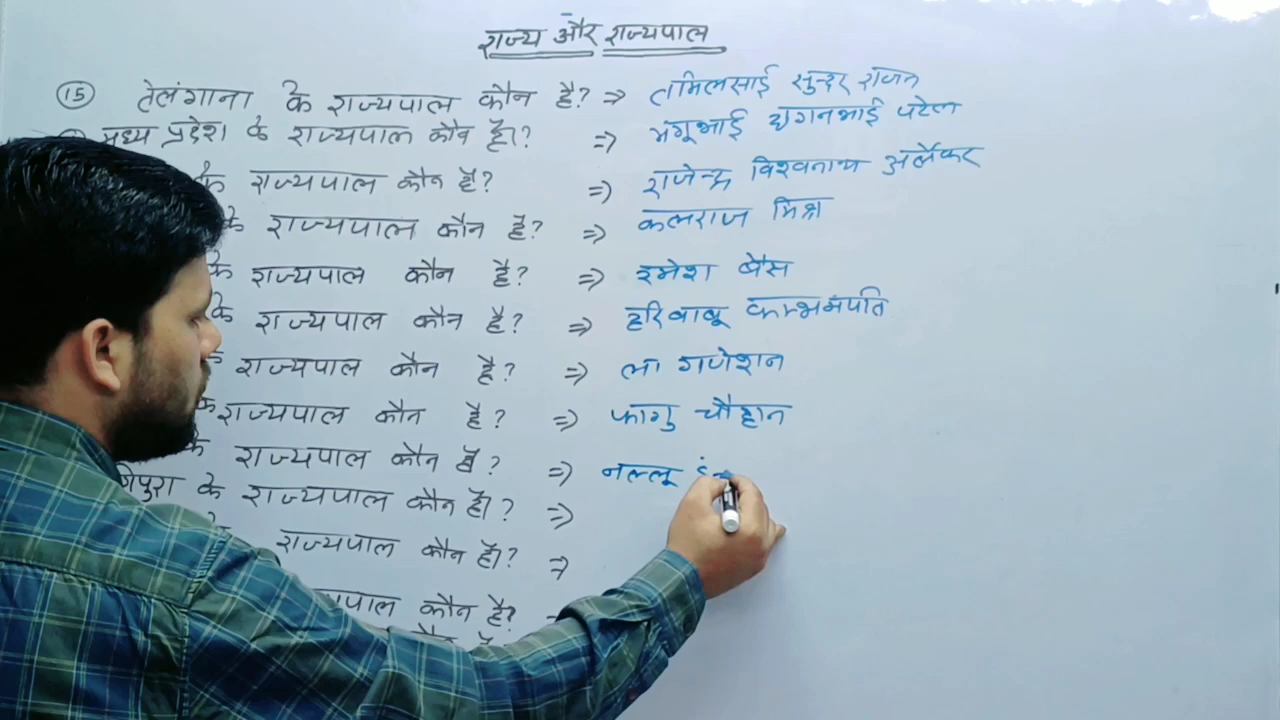 राज्य और राज्यपाल
15 तेलंगाना के राज्यपाल कौन है? ⇒ तमिलसाई सुन्दर राजन
मध्य प्रदेश के राज्यपाल कौन है? ⇒ मंगूभाई छगनभाई पटेल
के राज्यपाल कौन है? ⇒ राजेन्द्र विश्वनाथ अर्लेकर
के राज्यपाल कौन है? ⇒ कलराज मिश्र
के राज्यपाल कौन है? ⇒ रमेश बैस
के राज्यपाल कौन है? ⇒ हरिबाबू कम्भमपति
के राज्यपाल कौन है? ⇒ ला गणेशन
के राज्यपाल कौन है? ⇒ फागु चौहान
के राज्यपाल कौन है? ⇒ नल्लू
के राज्यपाल कौन है? ⇒
के राज्यपाल कौन है? ⇒
कौन है?